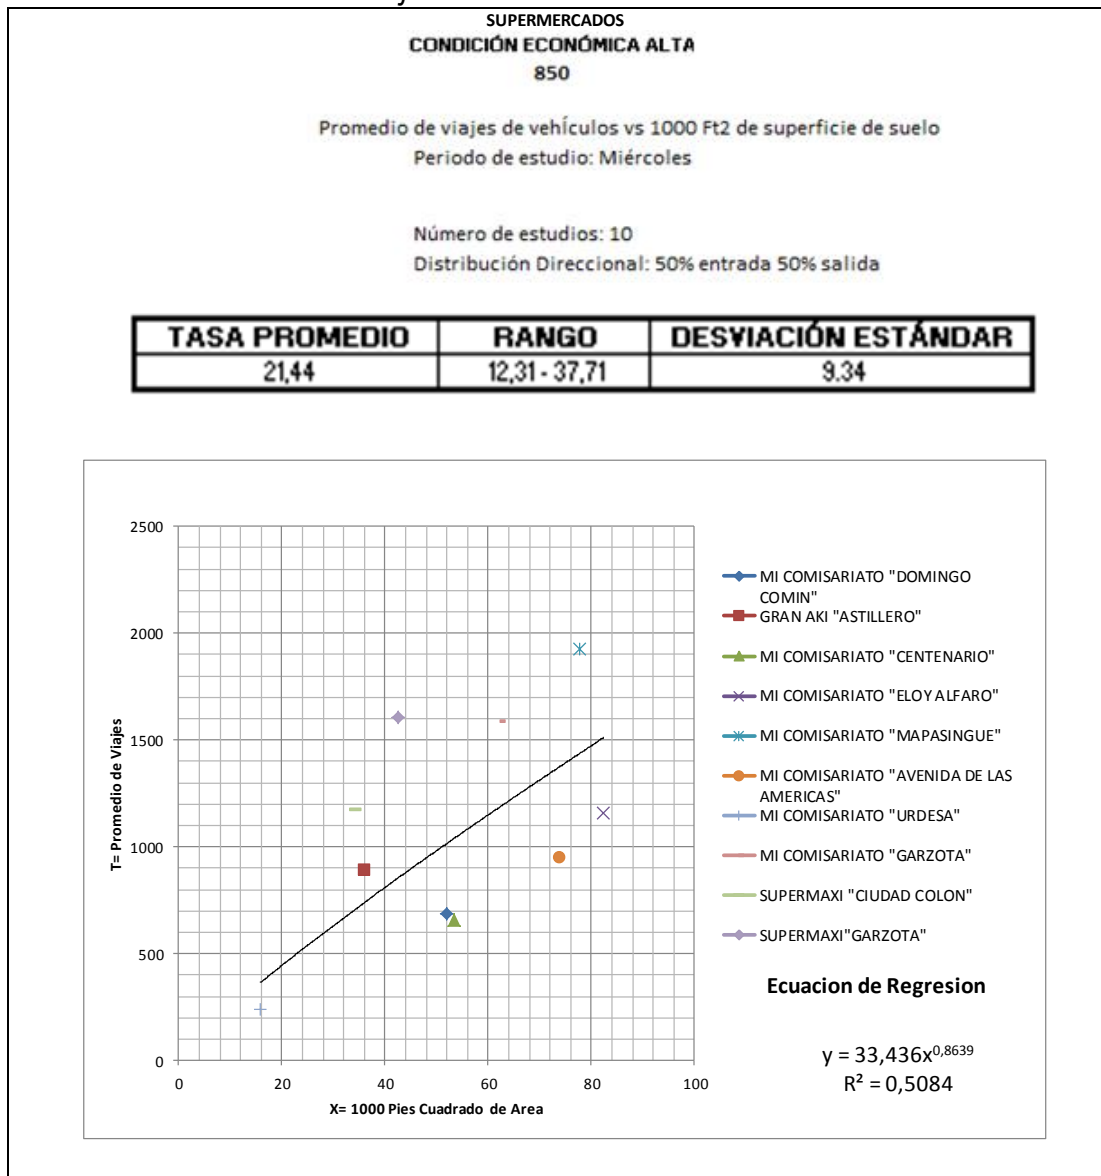 SUPERMERCADOS
CONDICIÓN ECONÓMICA ALTA
850
Promedio de viajes de vehículos vs 1000 Ft2 de superficie de suelo
Periodo de estudio: Miércoles
Número de estudios: 10
Distribución Direccional: 50% entrada 50% salida
TASA PROMEDIO RANGO DESVIACIÓN ESTÁNDAR
21,44 12,31 - 37,71 9.34
2500
2000
1500
1000
500
0
T= Promedio de Viajes
0 20 40 60 80 100
X= 1000 Pies Cuadrado de Area
MI COMISARIATO "DOMINGO
COMIN"
GRAN AKI "ASTILLERO"
MI COMISARIATO "CENTENARIO"
MI COMISARIATO "ELOY ALFARO"
MI COMISARIATO "MAPASINGUE"
MI COMISARIATO "AVENIDA DE LAS
AMERICAS"
MI COMISARIATO "URDESA"
MI COMISARIATO "GARZOTA"
SUPERMAXI "CIUDAD COLON"
SUPERMAXI"GARZOTA"
Ecuacion de Regresion
y = 33,436x^0,8639
R² = 0,5084